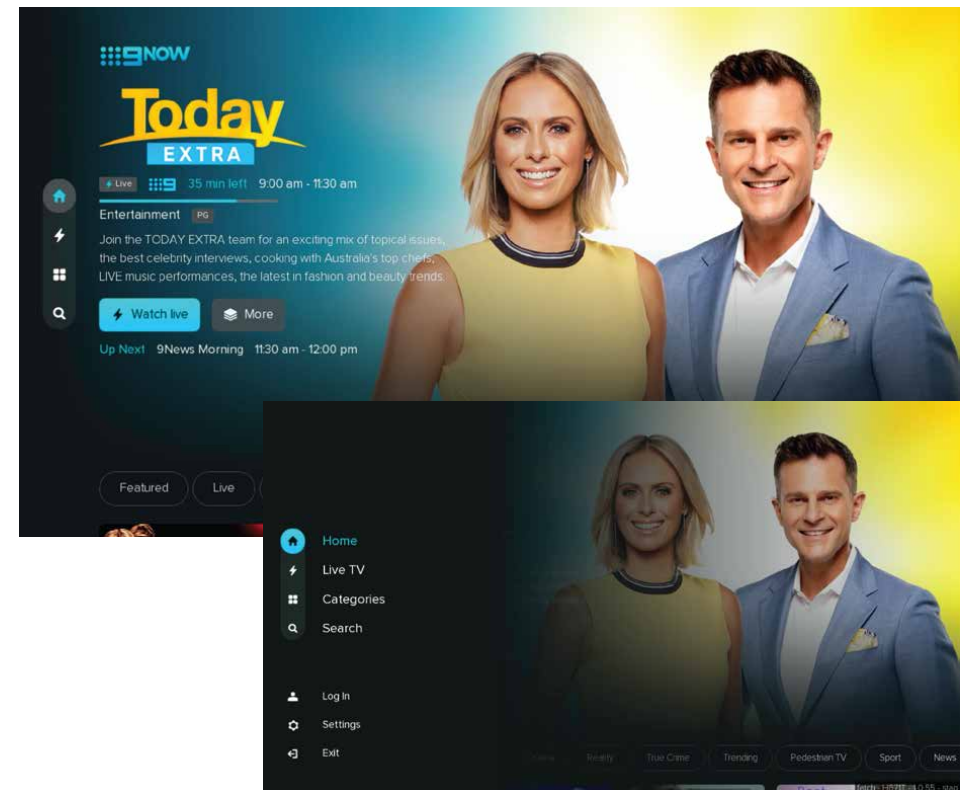 9NOW
Today
EXTRA
Live 9 35 min left 9:00 am - 11:30 am
Entertainment PG
Join the TODAY EXTRA team for an exciting mix of topical issues,
the best celebrity interviews, cooking with Australia's top chefs,
LIVE music performances, the latest in fashion and beauty trends.
Watch live More
Up Next 9News Morning 11:30 am - 12:00 pm
Featured Live
Home
Live TV
Categories
Search
Log In
Settings
Exit
Reality True Crime Trending Pedestrian TV Sport News